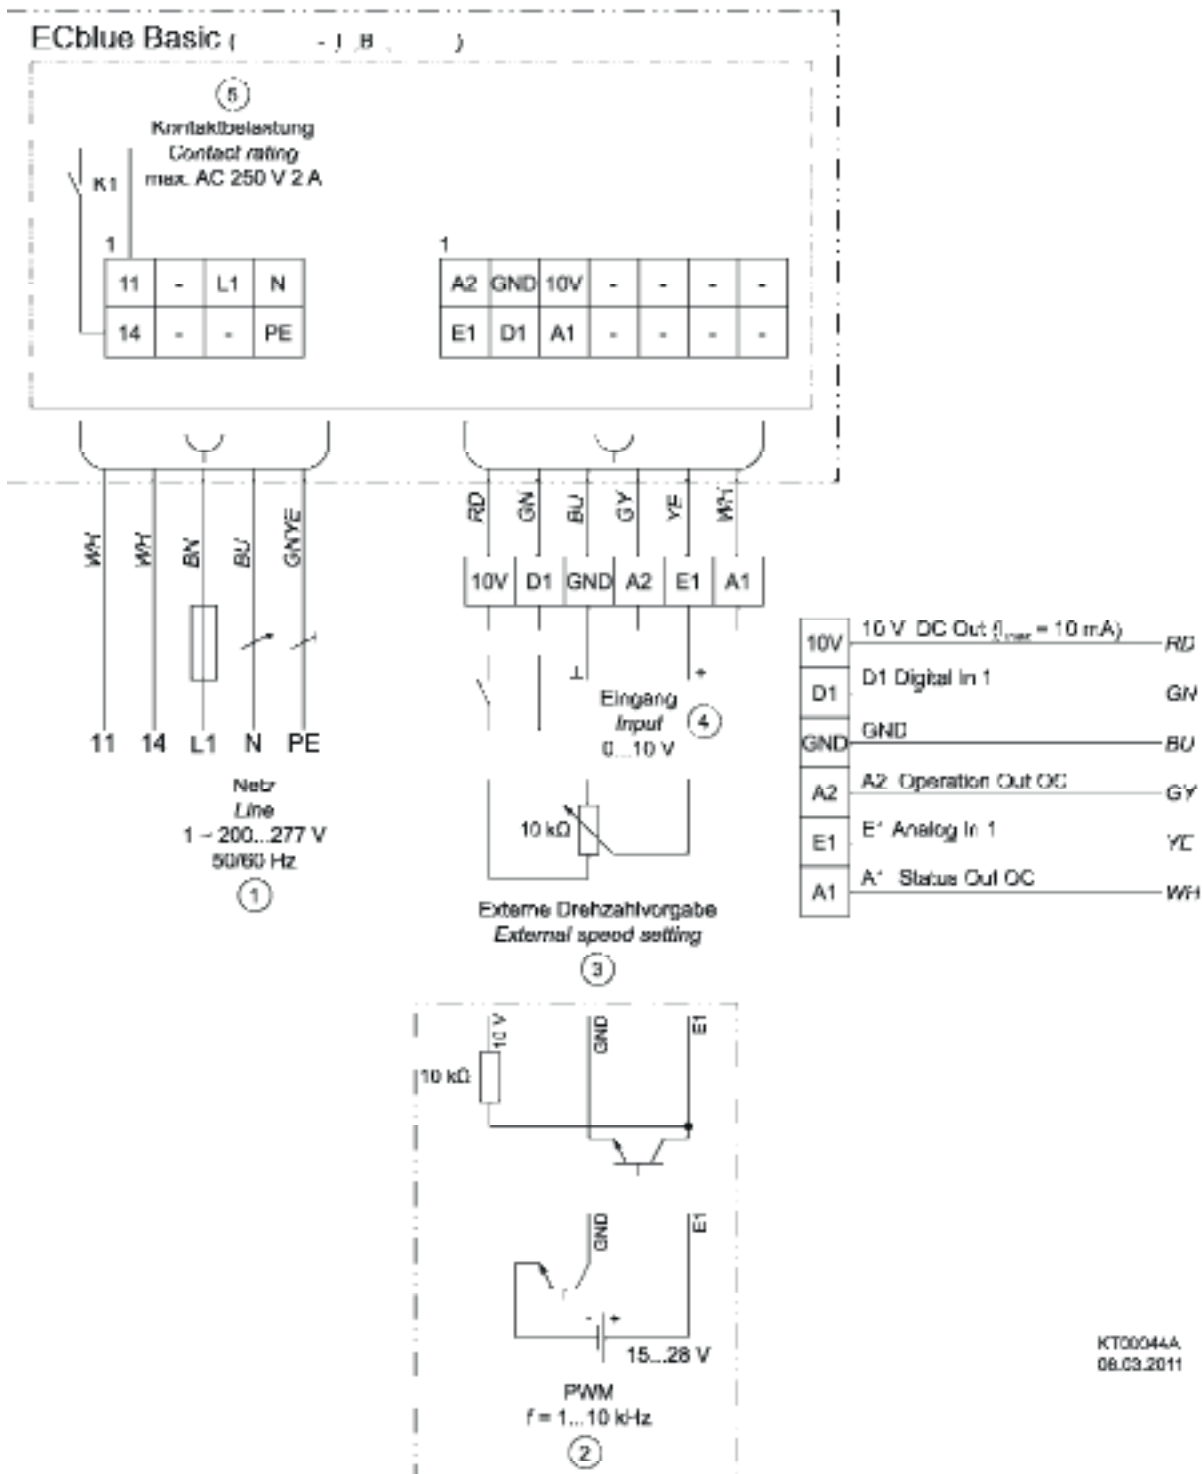 ECblue Basic ( - I .B . )
5
Kontaktbelastung
Contact rating
max. AC 250 V 2 A
K1
1
11 - L1 N
14 - - PE
1
A2 GND 10V - - - -
E1 D1 A1 - - - -
WH WH BN BU GNYE
RD GN BU GY YE WH
10V D1 GND A2 E1 A1
11 14 L1 N PE
Netz
Line
1 ~ 200...277 V
50/60 Hz
1
⊥ +
Eingang
Input
0...10 V
4
10 kΩ
Externe Drehzahlvorgabe
External speed setting
3
10V 10 V DC Out (Imax = 10 mA) RD
D1 D1 Digital In 1 GN
GND GND BU
A2 A2 Operation Out OC GY
E1 E1 Analog In 1 YE
A1 A1 Status Out OC WH
10 V GND E1
10 kΩ
GND E1
- +
15...28 V
PWM
f = 1...10 kHz
2
KT00044A
08.03.2011